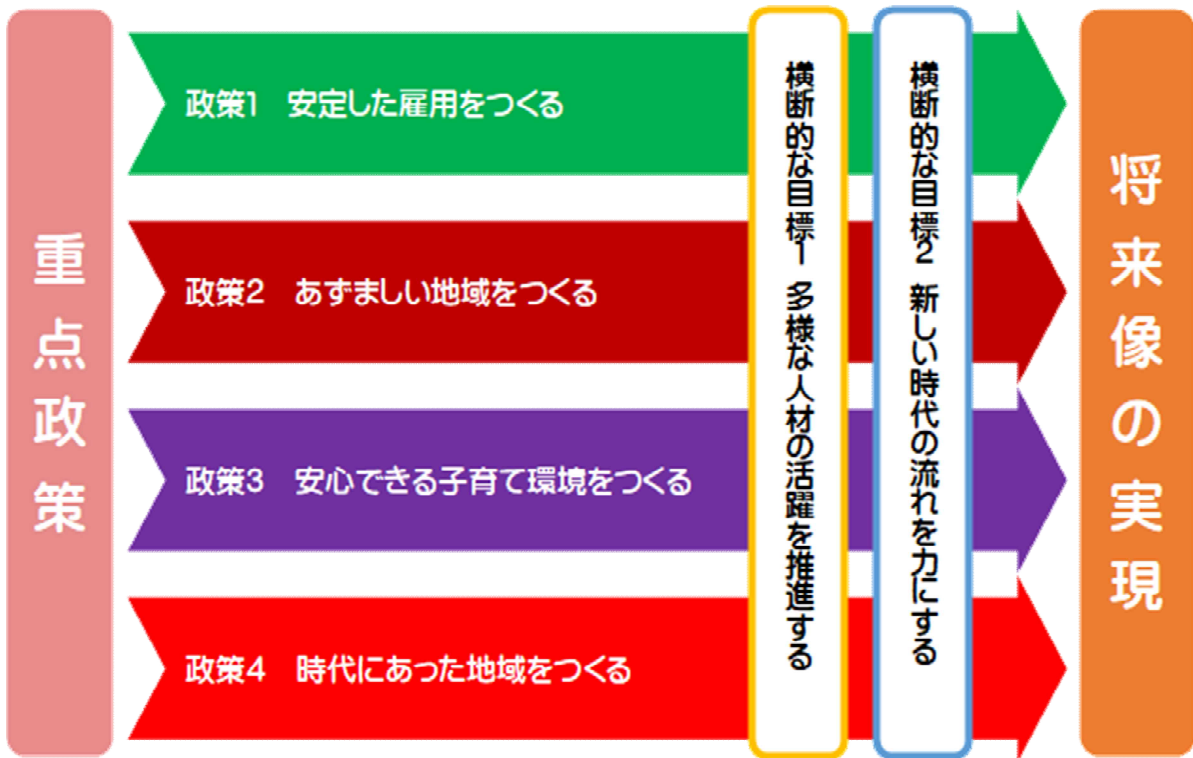 重点政策
政策1　安定した雇用をつくる
政策2　あずましい地域をつくる
政策3　安心できる子育て環境をつくる
政策4　時代にあった地域をつくる
横断的な目標1 多様な人材の活躍を推進する
横断的な目標2 新しい時代の流れを力にする
将来像の実現